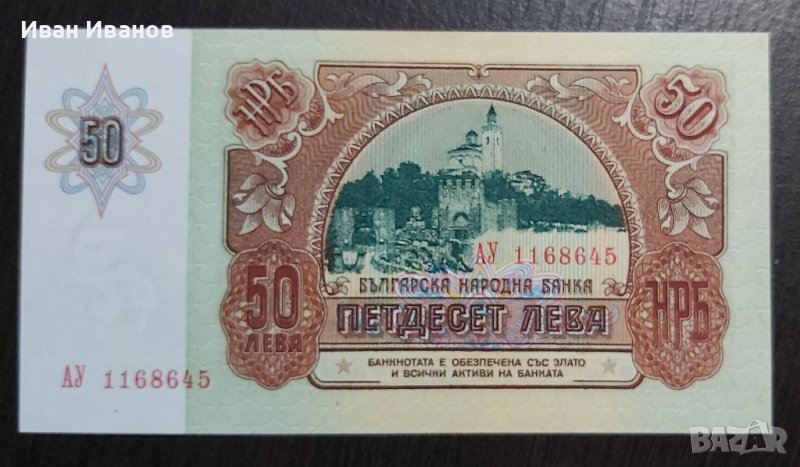 Иван Иванов
НРБ
50
50
АУ 1168645
БЪЛГАРСКА НАРОДНА БАНКА
50
ЛЕВА
ПЕТДЕСЕТ ЛЕВА
НРБ
БАНКНОТАТА Е ОБЕЗПЕЧЕНА СЪС ЗЛАТО
И ВСИЧКИ АКТИВИ НА БАНКАТА
АУ 1168645
BAZAR